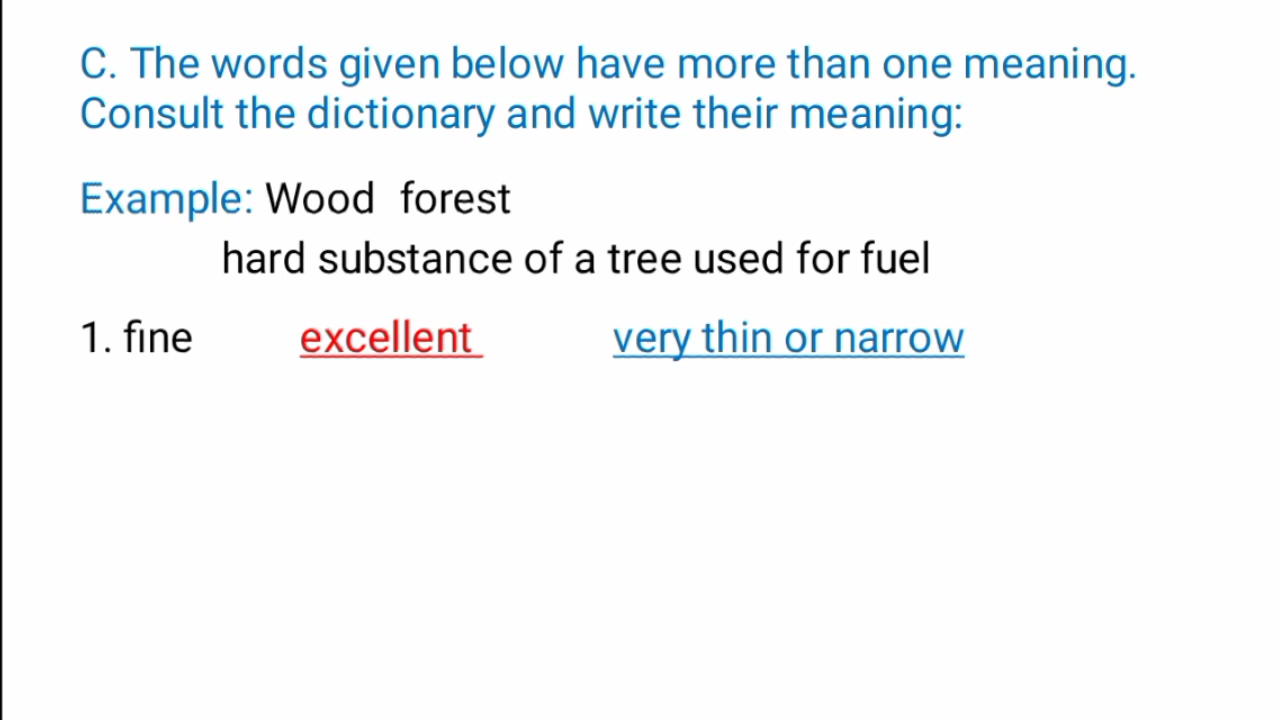 C. The words given below have more than one meaning.
Consult the dictionary and write their meaning:
Example: Wood forest
hard substance of a tree used for fuel
1. fine excellent very thin or narrow